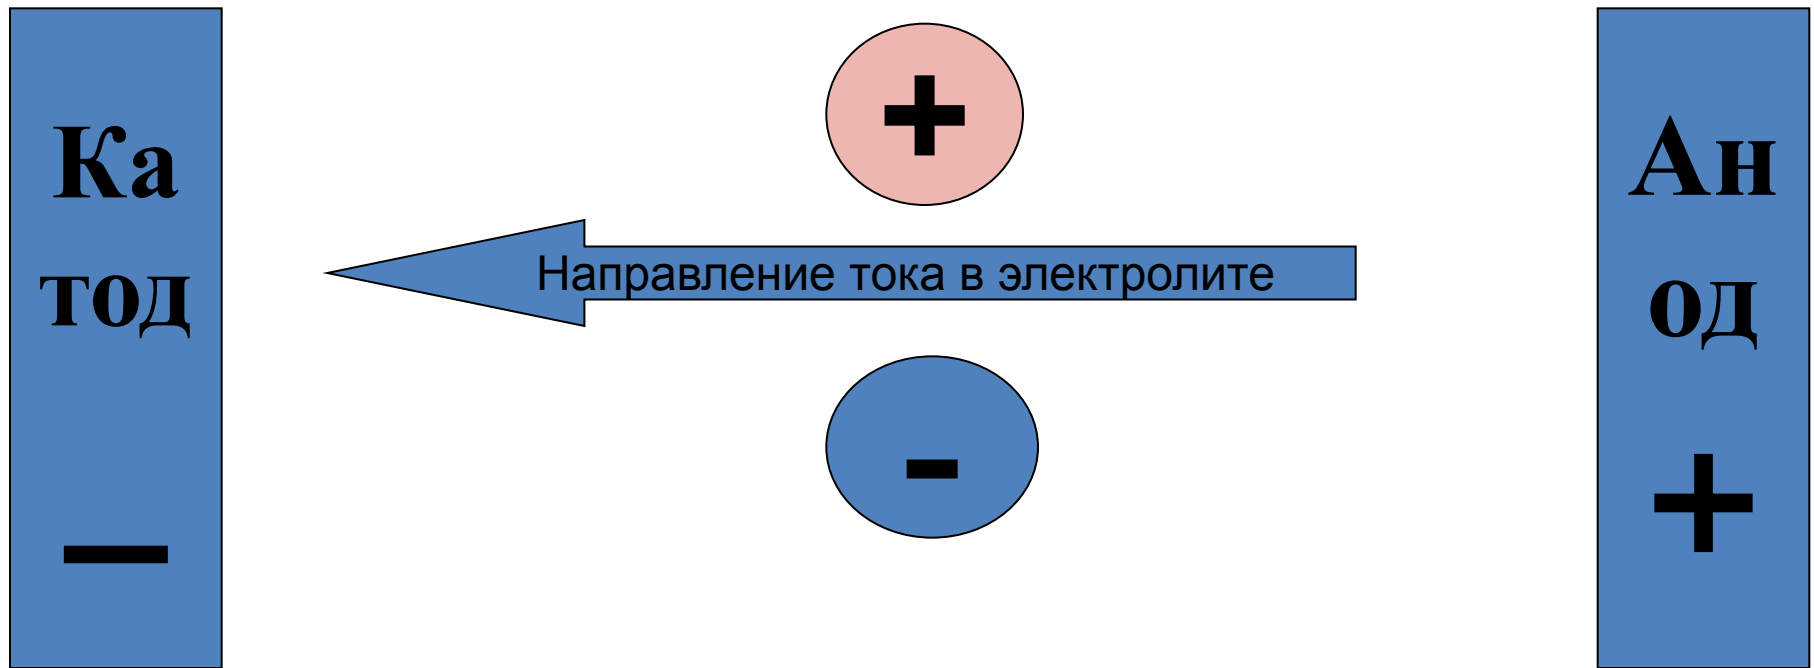 Ка
тод
–
+
Направление тока в электролите
-
Ан
од
+